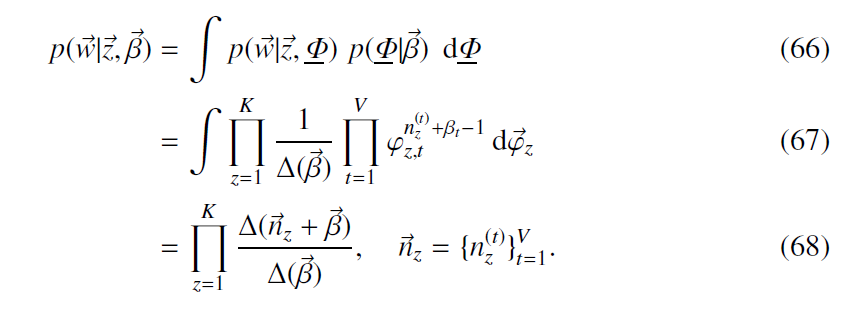 $p(\vec{w}|\vec{z}, \vec{\beta}) = \int p(\vec{w}|\vec{z}, \underline{\Phi}) \, p(\underline{\Phi}|\vec{\beta}) \, \mathrm{d}\underline{\Phi}$ (66)
$= \int \prod_{z=1}^{K} \frac{1}{\Delta(\vec{\beta})} \prod_{t=1}^{V} \varphi_{z,t}^{n_z^{(t)}+\beta_t-1} \, \mathrm{d}\vec{\varphi}_z$ (67)
$= \prod_{z=1}^{K} \frac{\Delta(\vec{n}_z + \vec{\beta})}{\Delta(\vec{\beta})}, \quad \vec{n}_z = \{n_z^{(t)}\}_{t=1}^{V}.$ (68)